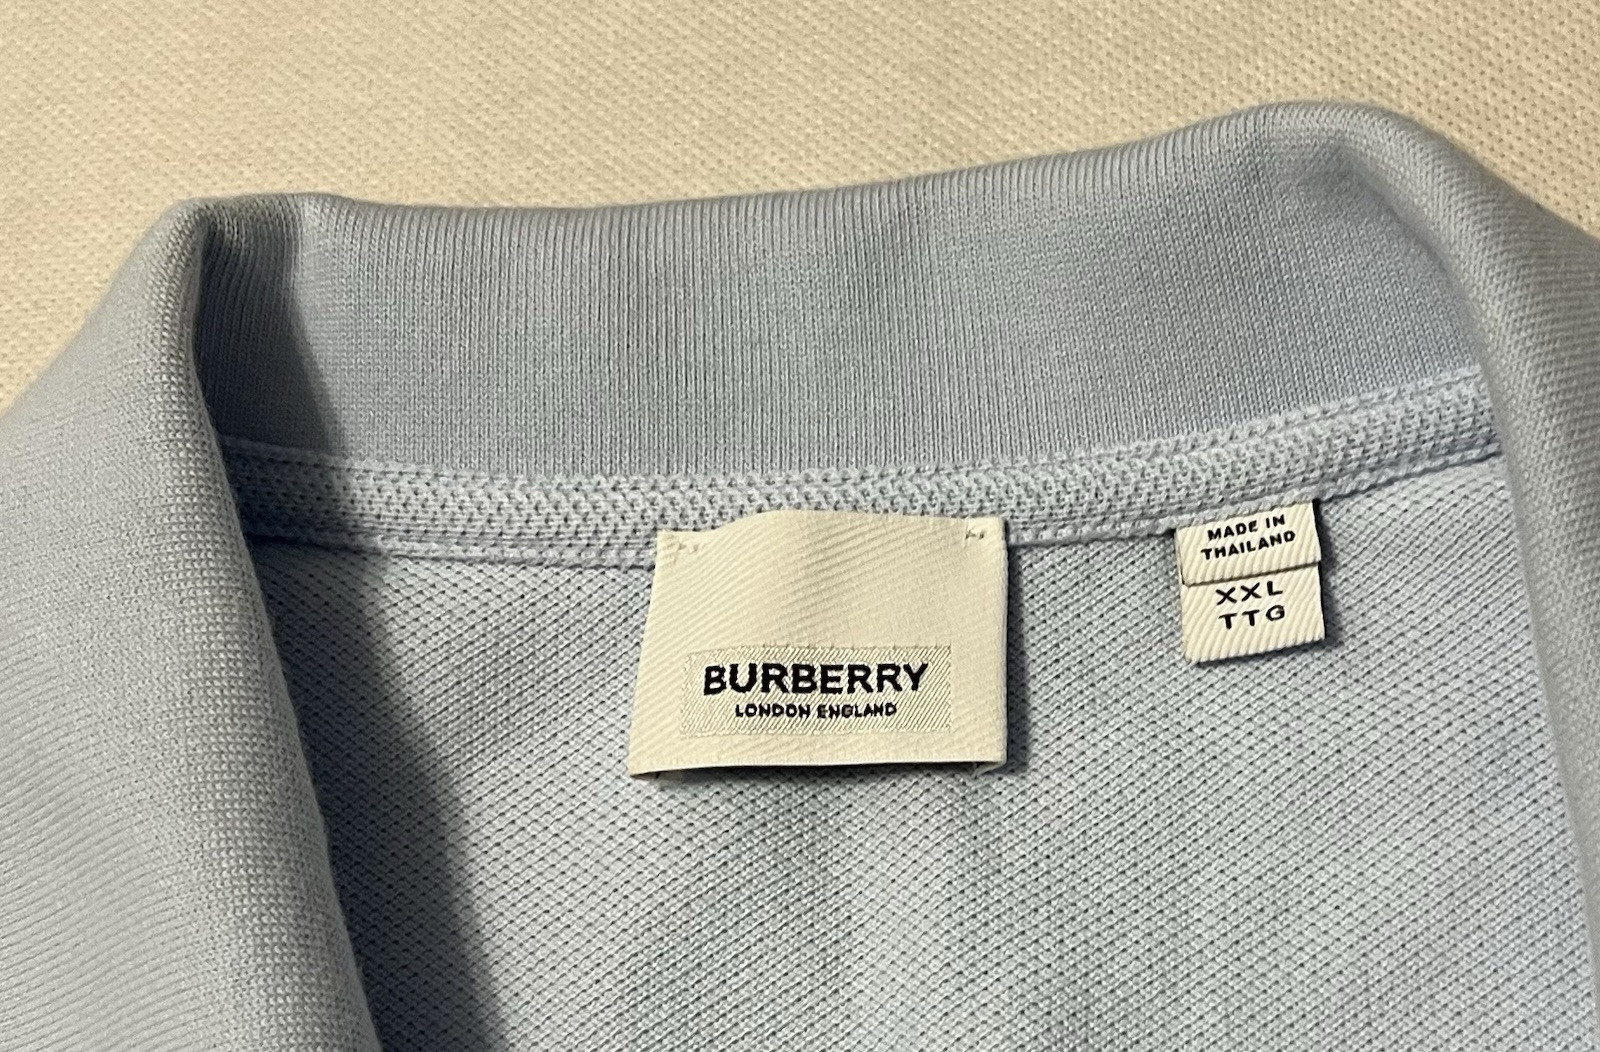 BURBERRY
LONDON ENGLAND
MADE IN
THAILAND
XXL
TTG